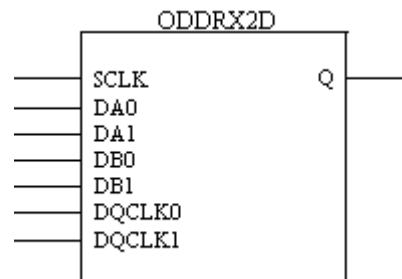 ODDRX2D
SCLK Q
DA0
DA1
DB0
DB1
DQCLK0
DQCLK1